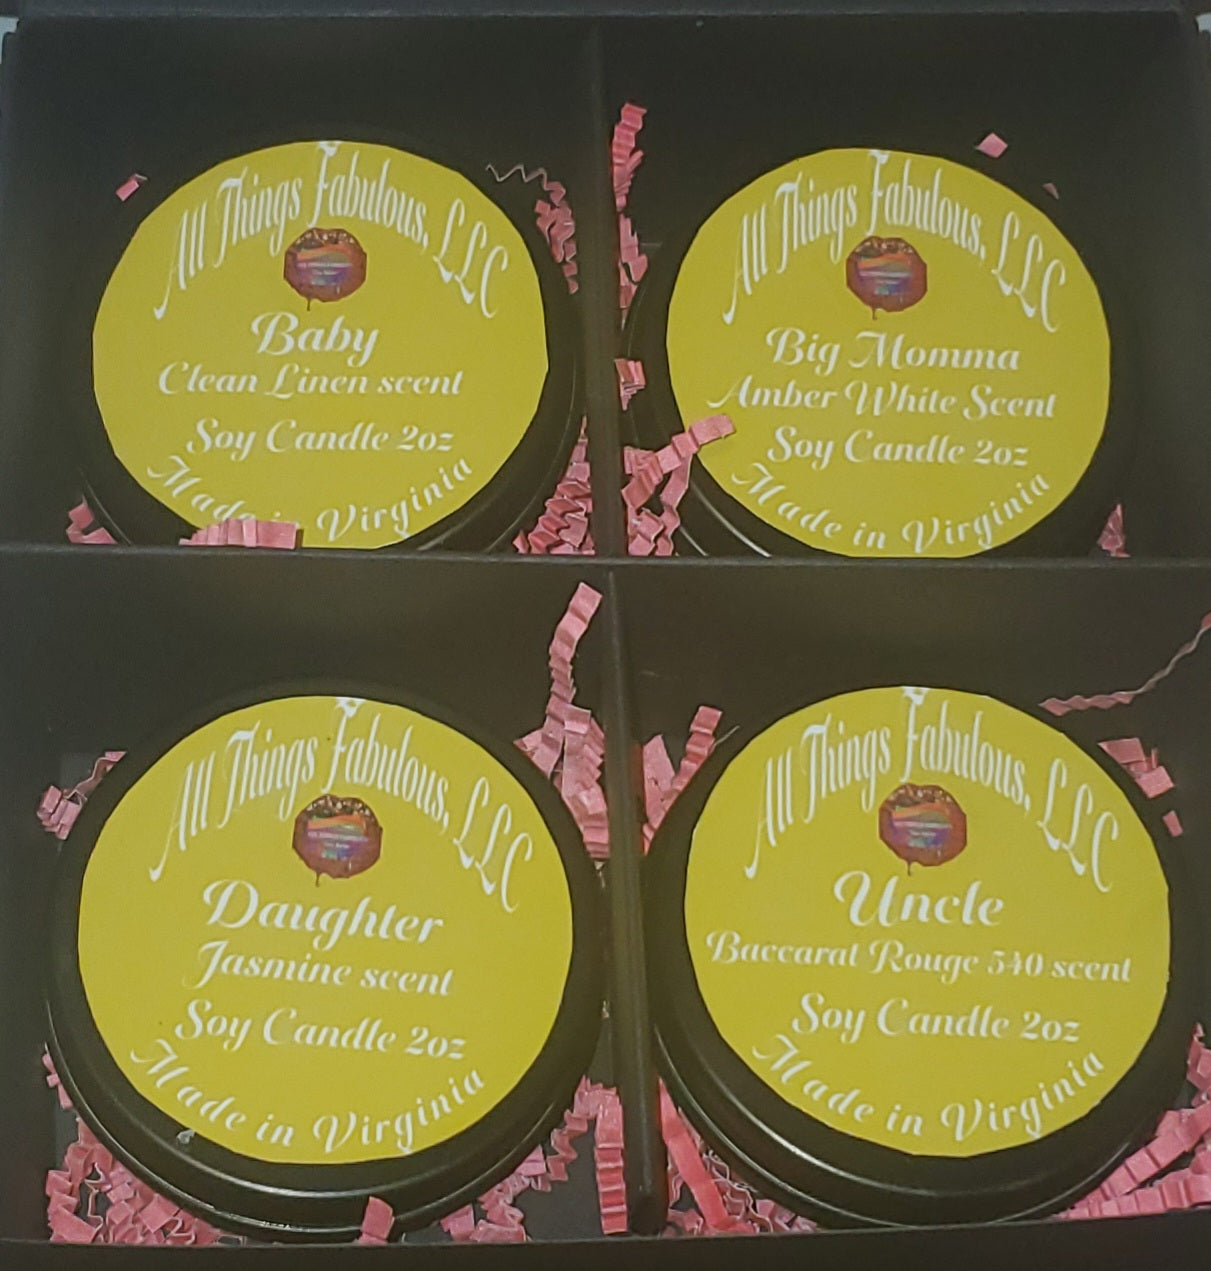 All Things Fabulous, LLC
Baby
Clean Linen scent
Soy Candle 2oz
Made in Virginia
All Things Fabulous, LLC
Big Momma
Amber White Scent
Soy Candle 2oz
Made in Virginia
All Things Fabulous, LLC
Daughter
Jasmine scent
Soy Candle 2oz
Made in Virginia
All Things Fabulous, LLC
Uncle
Baccarat Rouge 540 scent
Soy Candle 2oz
Made in Virginia